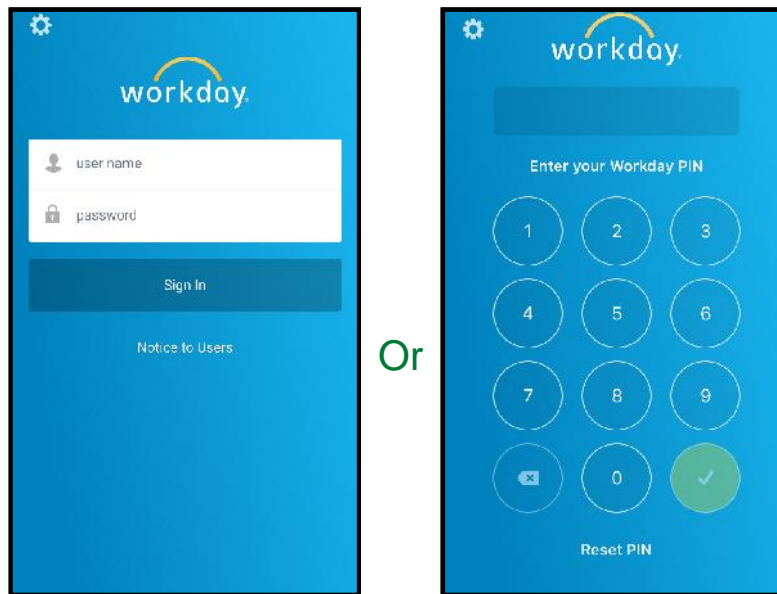 workday.
user name
password
Sign In
Notice to Users
Or
workday.
Enter your Workday PIN
1 2 3
4 5 6
7 8 9
0
Reset PIN